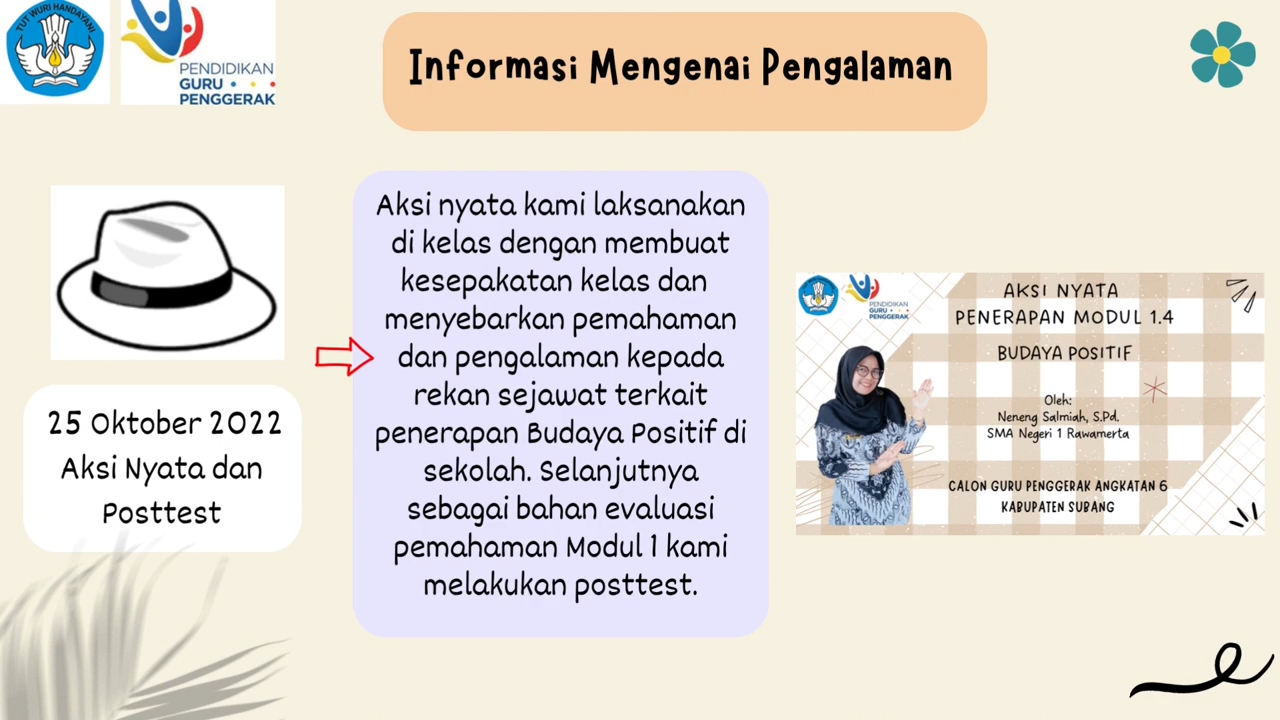 TUT WURI HANDAYANI
PENDIDIKAN
GURU
PENGGERAK
Informasi Mengenai Pengalaman
25 Oktober 2022
Aksi Nyata dan
Posttest
Aksi nyata kami laksanakan
di kelas dengan membuat
kesepakatan kelas dan
menyebarkan pemahaman
dan pengalaman kepada
rekan sejawat terkait
penerapan Budaya Positif di
sekolah. Selanjutnya
sebagai bahan evaluasi
pemahaman Modul 1 kami
melakukan posttest.
PENDIDIKAN
GURU
PENGGERAK
AKSI NYATA
PENERAPAN MODUL 1.4
BUDAYA POSITIF
Oleh:
Neneng Salmiah, S.Pd.
SMA Negeri 1 Rawamerta
CALON GURU PENGGERAK ANGKATAN 6
KABUPATEN SUBANG